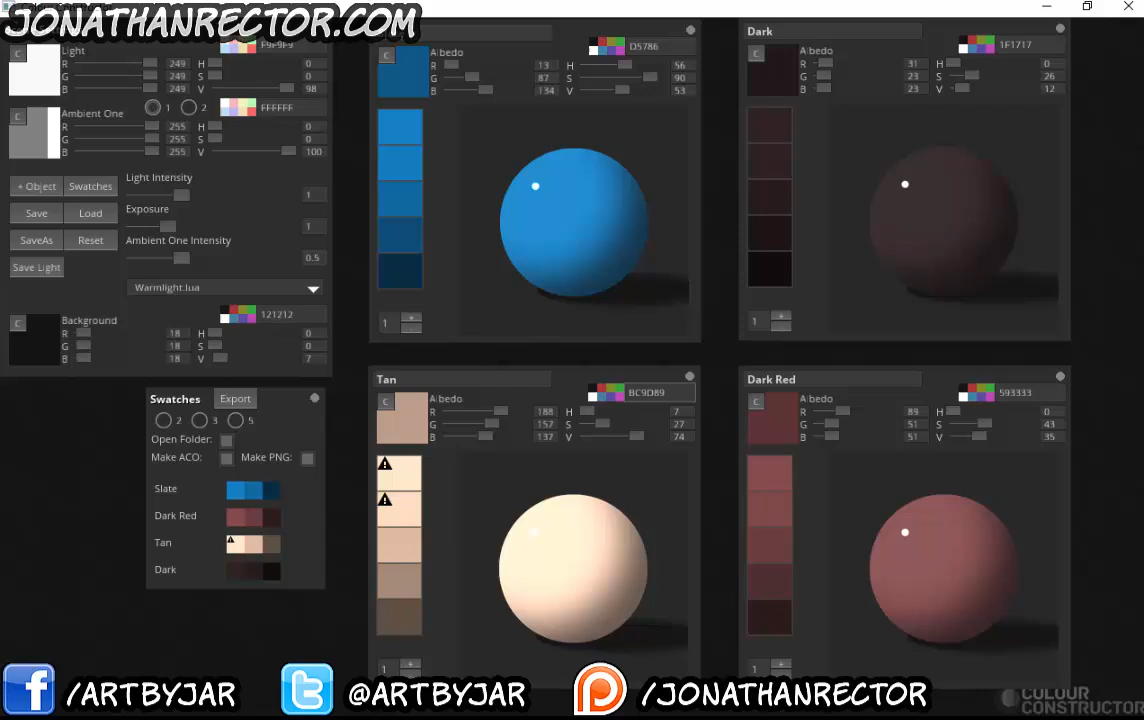 JONATHANRECTOR.COM
Light
F9F9F9
R 249 H 0
G 249 S 0
B 249 V 98
C
Ambient One
1 2
FFFFFF
R 255 H 0
G 255 S 0
B 255 V 100
+ Object Swatches
Save Load
SaveAs Reset
Save Light
Light Intensity
1
Exposure
1
Ambient One Intensity
0.5
Warmlight.lua
C
Background
121212
R 18 H 0
G 18 S 0
B 18 V 7
Swatches Export
2 3 5
Open Folder:
Make ACO: Make PNG:
Slate
Dark Red
Tan
Dark
C
Albedo
D5786
R 13 H 56
G 87 S 90
B 134 V 53
1 + -
Dark
C
Albedo
1F1717
R 31 H 0
G 23 S 26
B 23 V 12
1 + -
Tan
C
Albedo
BC9D89
R 188 H 7
G 157 S 27
B 137 V 74
1 +
Dark Red
C
Albedo
593333
R 89 H 0
G 51 S 43
B 51 V 35
1 +
/ARTBYJAR
@ARTBYJAR
/JONATHANRECTOR
COLOUR
CONSTRUCTOR